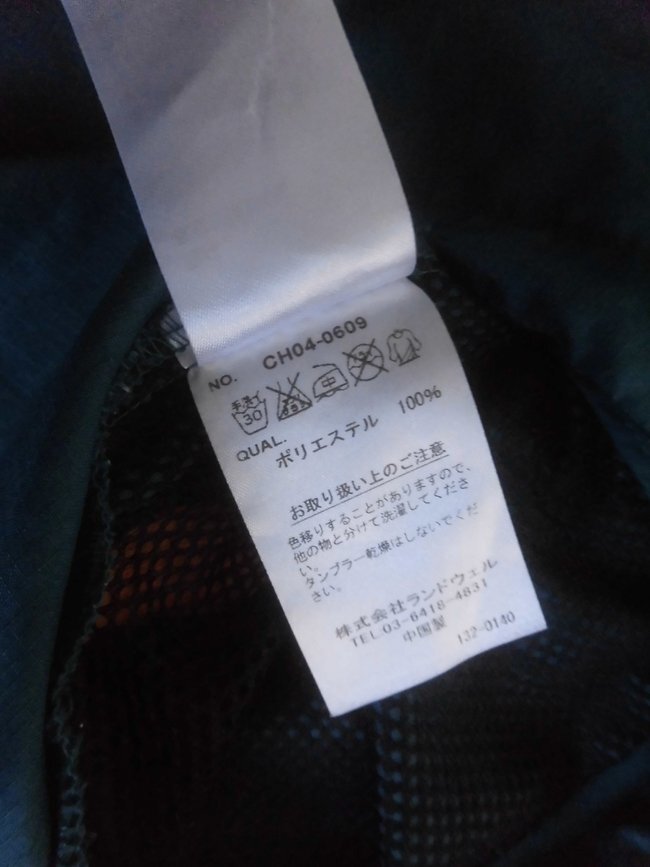 NO. CH04-0609
手洗イ 30 中
QUAL.
ポリエステル 100%
お取り扱い上のご注意
色移りすることがありますので、
他の物と分けて洗濯してくださ
い。
タンブラー乾燥はしないでくだ
さい。
株式会社ランドウェル
TEL.03-6418-4831
中国製 132-0140